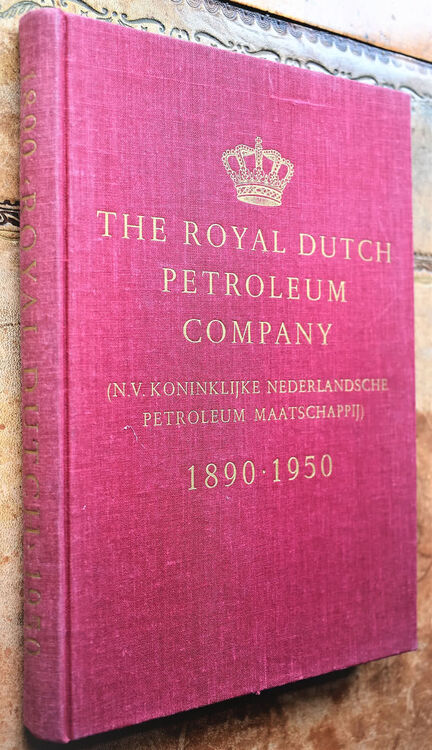 THE ROYAL DUTCH
PETROLEUM
COMPANY
(N.V. KONINKLIJKE NEDERLANDSCHE
PETROLEUM MAATSCHAPPIJ)
1890 · 1950
1890 · ROYAL DUTCH · 1950